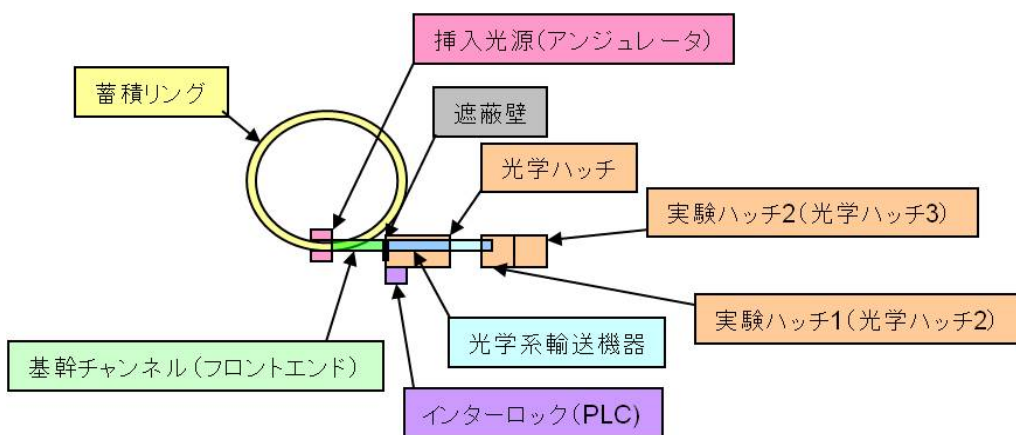 挿入光源(アンジュレータ)
蓄積リング
遮蔽壁
光学ハッチ
実験ハッチ2(光学ハッチ3)
実験ハッチ1(光学ハッチ2)
光学系輸送機器
基幹チャンネル(フロントエンド)
インターロック(PLC)